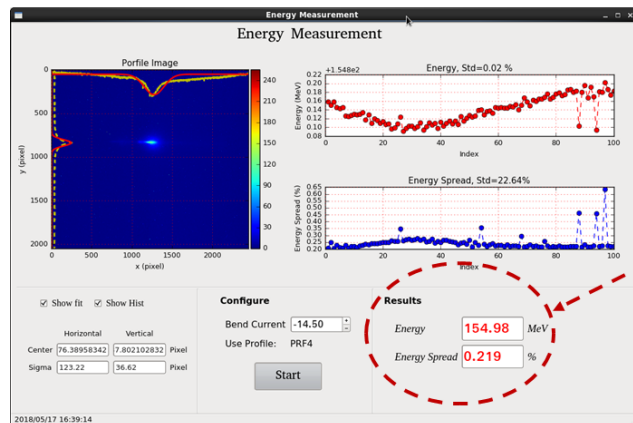 Energy Measurement
Energy Measurement
Porfile Image
0
500
1000
1500
2000
y (pixel)
0 500 1000 1500 2000
x (pixel)
240
210
180
150
120
90
60
30
0
+1.548e2
Energy, Std=0.02 %
0.22
0.20
0.18
0.16
0.14
0.12
0.10
0.08
Energy (MeV)
0 20 40 60 80 100
Index
Energy Spread, Std=22.64%
0.65
0.60
0.55
0.50
0.45
0.40
0.35
0.30
0.25
0.20
Energy Spread (%)
0 20 40 60 80 100
Index
Show fit Show Hist
Horizontal Vertical
Center 76.38958342 7.802102832 Pixel
Sigma 123.22 36.62 Pixel
Configure
Bend Current -14.50
Use Profile: PRF4
Start
Results
Energy 154.98 MeV
Energy Spread 0.219 %
2018/05/17 16:39:14